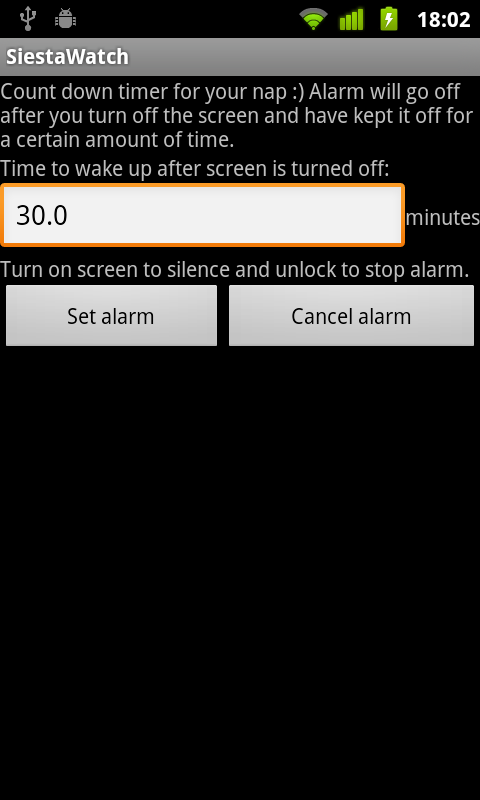 18:02
SiestaWatch
Count down timer for your nap :) Alarm will go off
after you turn off the screen and have kept it off for
a certain amount of time.
Time to wake up after screen is turned off:
30.0
minutes
Turn on screen to silence and unlock to stop alarm.
Set alarm
Cancel alarm